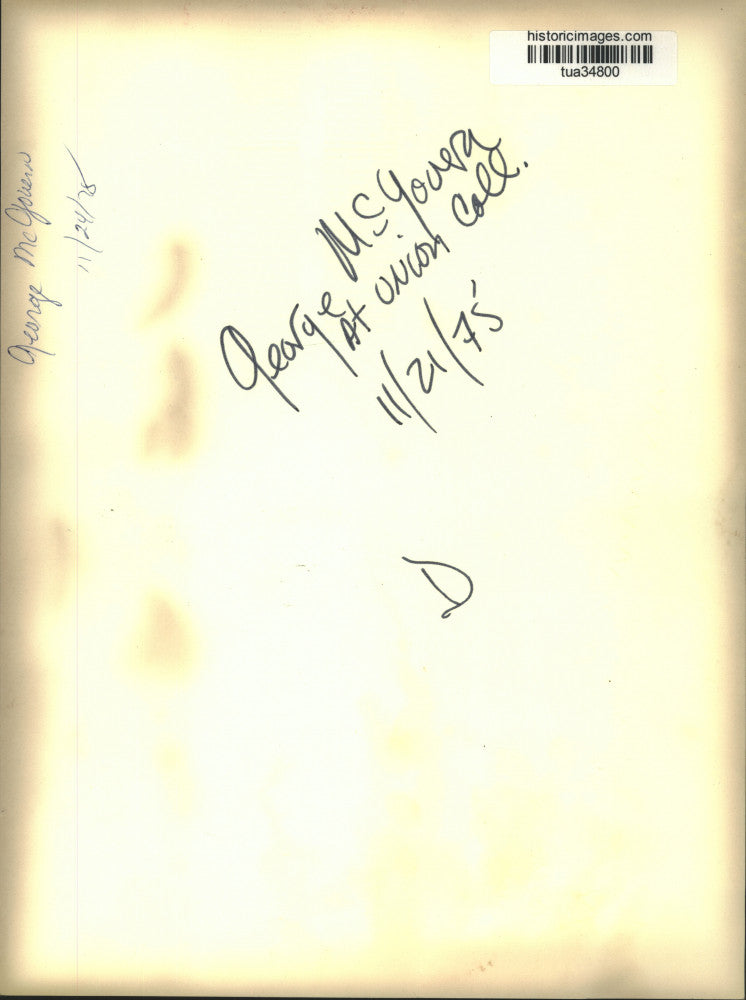 historicimages.com
tua34800
George McGovern
11/24/75
George McGovern
At Union Coll.
11/21/75
D